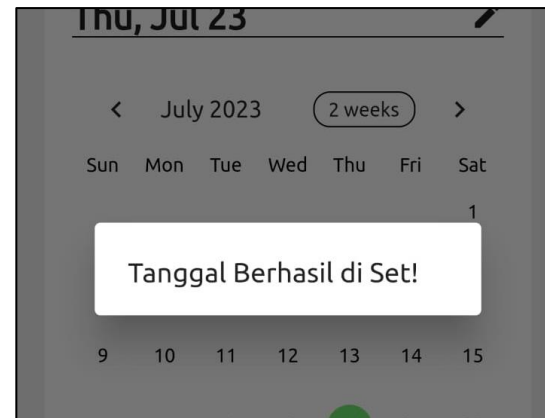 Thu, Jul 23
July 2023 2 weeks
Sun Mon Tue Wed Thu Fri Sat
1
Tanggal Berhasil di Set!
9 10 11 12 13 14 15